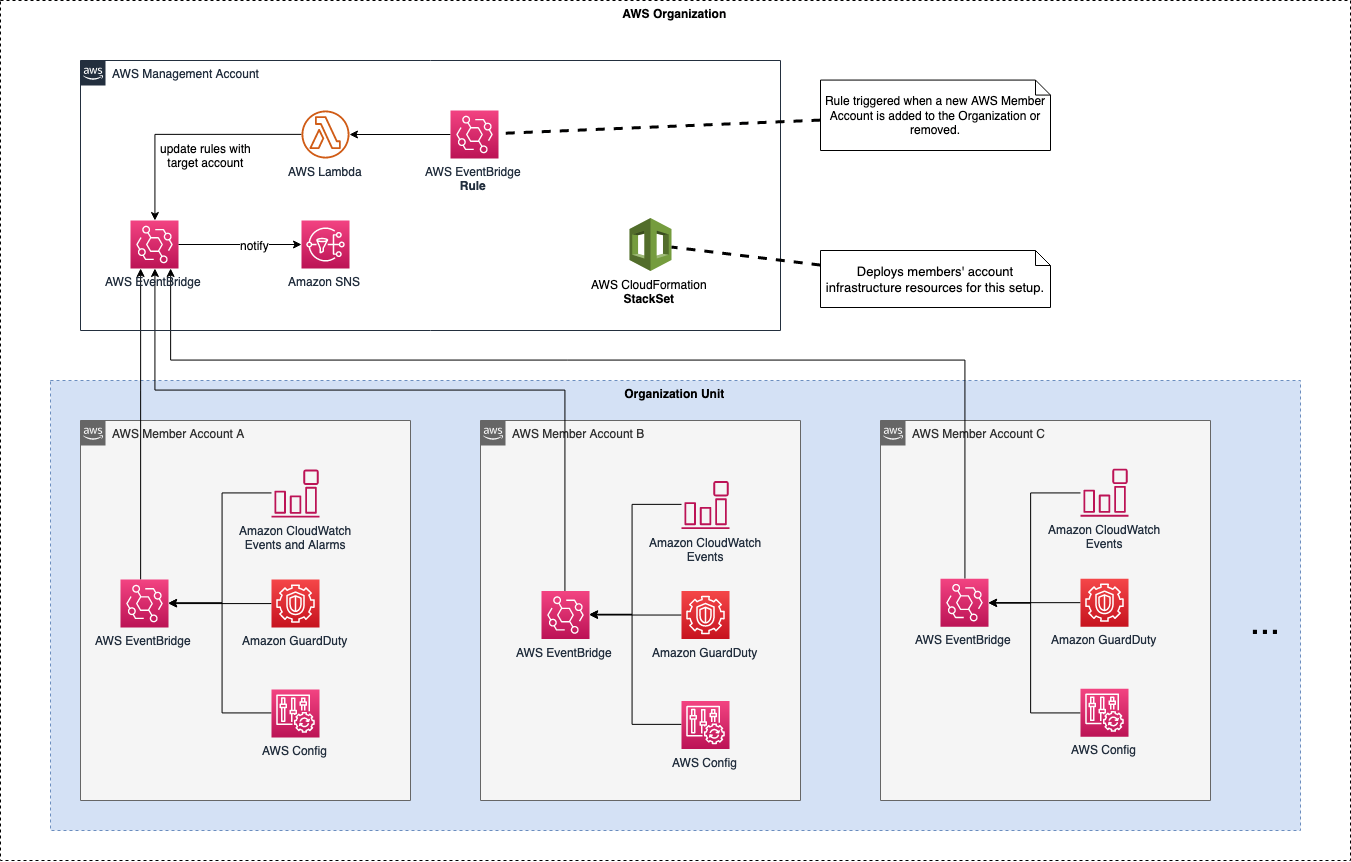 AWS Organization
aws
AWS Management Account
Rule triggered when a new AWS Member
Account is added to the Organization or
removed.
update rules with
target account
AWS Lambda
AWS EventBridge
Rule
notify
AWS EventBridge
Amazon SNS
AWS CloudFormation
StackSet
Deploys members' account
infrastructure resources for this setup.
Organization Unit
aws
AWS Member Account A
Amazon CloudWatch
Events and Alarms
AWS EventBridge
Amazon GuardDuty
AWS Config
aws
AWS Member Account B
Amazon CloudWatch
Events
AWS EventBridge
Amazon GuardDuty
AWS Config
aws
AWS Member Account C
Amazon CloudWatch
Events
AWS EventBridge
Amazon GuardDuty
AWS Config
...